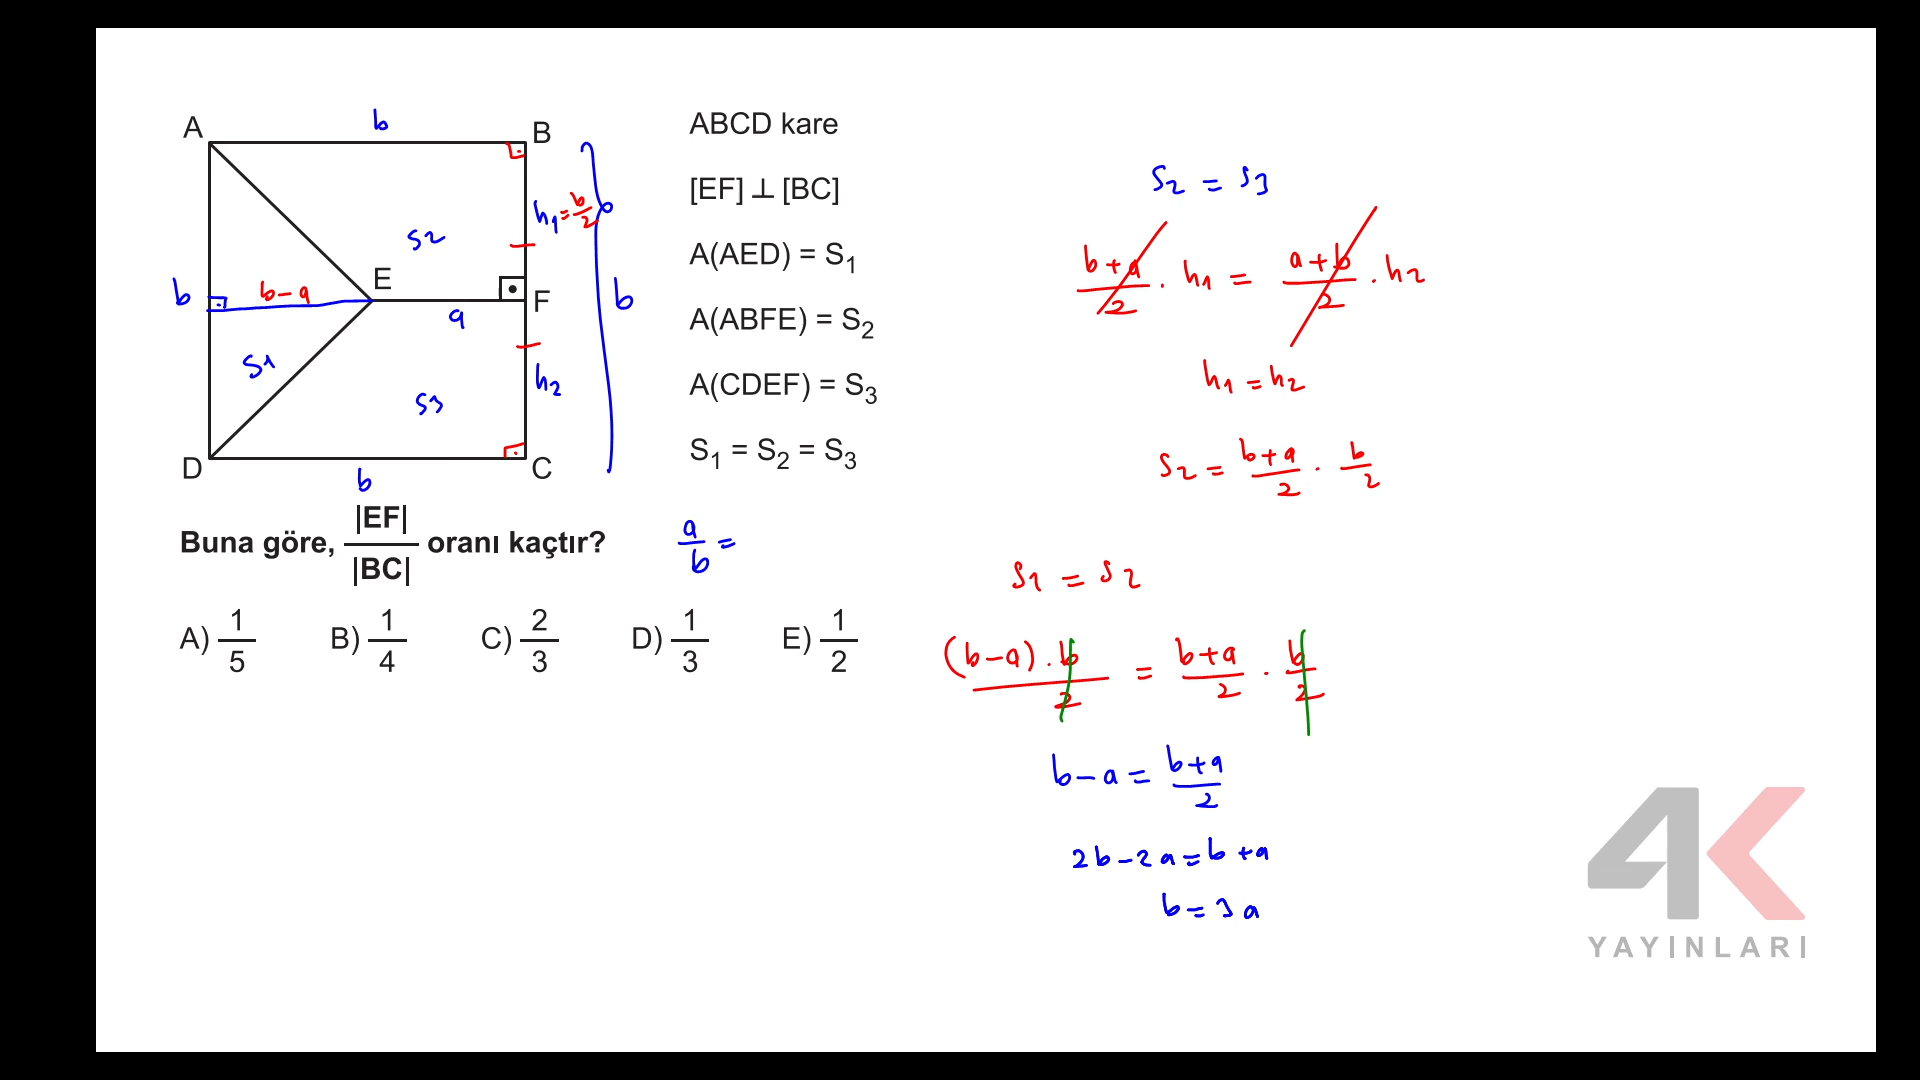 A
b
B
ABCD kare
[EF] ⊥ [BC]
A(AED) = S₁
A(ABFE) = S₂
A(CDEF) = S₃
S₁ = S₂ = S₃
h₁ = b/2
S2
b
b-a
E
F
a
b
S1
S3
h₂
D
b
C
Buna göre, |EF|/|BC| oranı kaçtır?
a/b =
A) 1/5 B) 1/4 C) 2/3 D) 1/3 E) 1/2
S2 = S3
b+a/2 . h₁ = a+b/2 . h₂
h₁ = h₂
S2 = b+a/2 . b/2
S1 = S2
(b-a).b/2 = b+a/2 . b/2
b-a = b+a/2
2b-2a=b+a
b=3a
4K
YAYINLARI